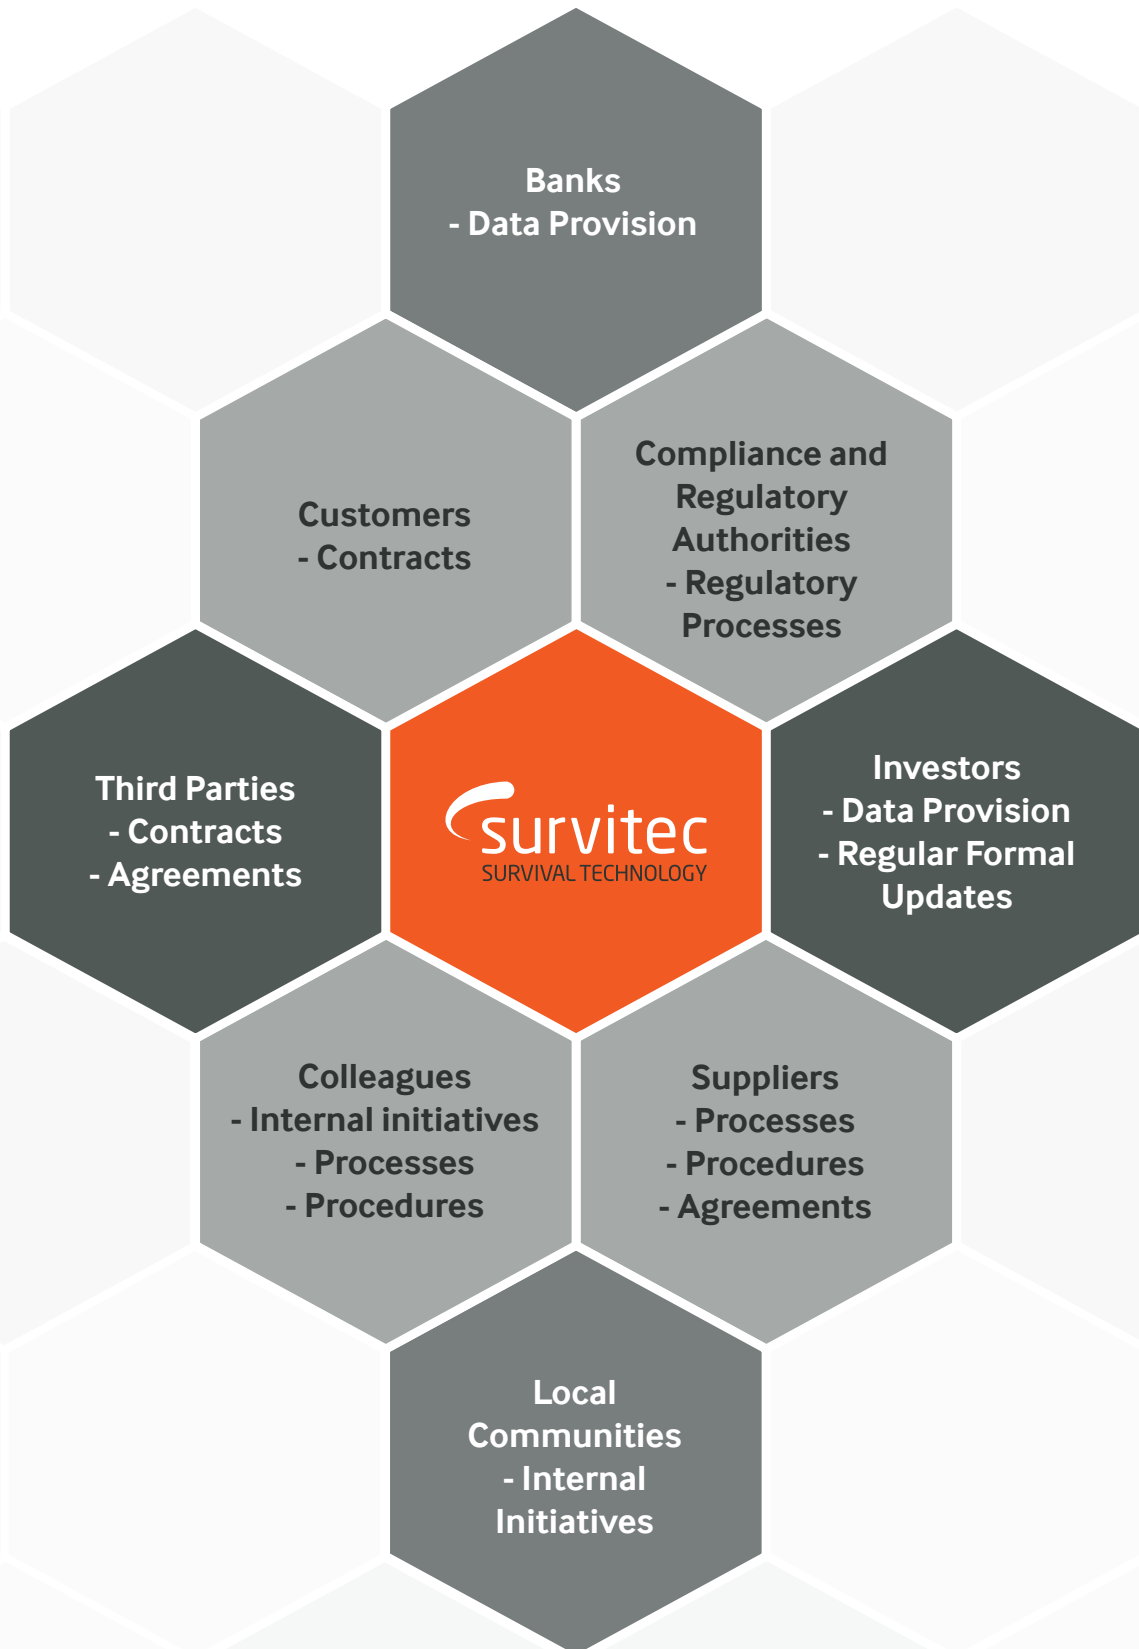 Banks
- Data Provision
Customers
- Contracts
Compliance and
Regulatory
Authorities
- Regulatory
Processes
Third Parties
- Contracts
- Agreements
survitec
SURVIVAL TECHNOLOGY
Investors
- Data Provision
- Regular Formal
Updates
Colleagues
- Internal initiatives
- Processes
- Procedures
Suppliers
- Processes
- Procedures
- Agreements
Local
Communities
- Internal
Initiatives